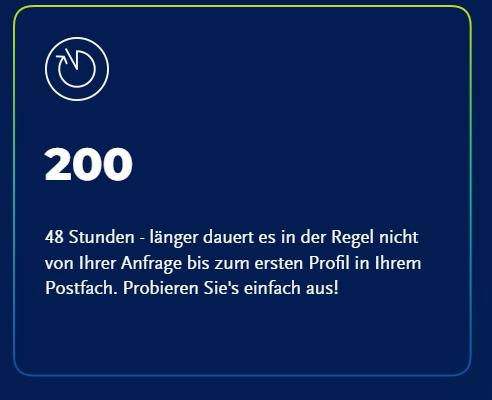 200
48 Stunden - länger dauert es in der Regel nicht
von Ihrer Anfrage bis zum ersten Profil in Ihrem
Postfach. Probieren Sie's einfach aus!